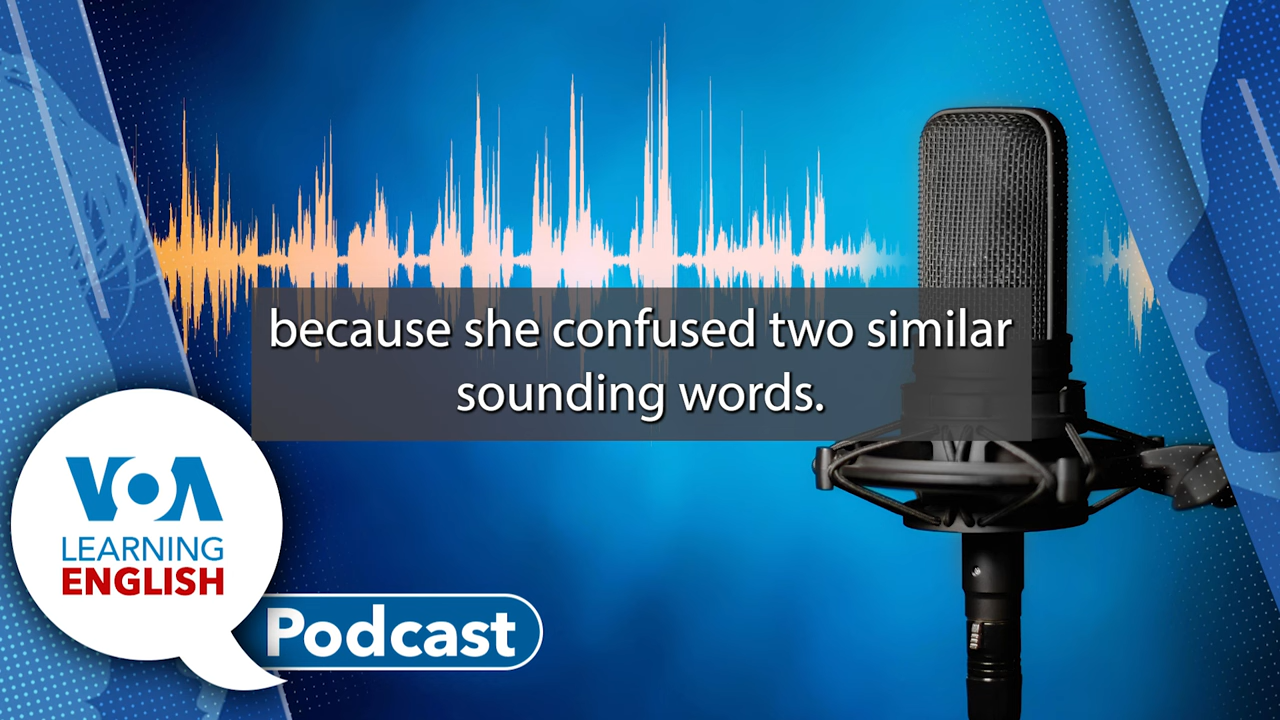 because she confused two similar
sounding words.
VOA
LEARNING
ENGLISH
Podcast